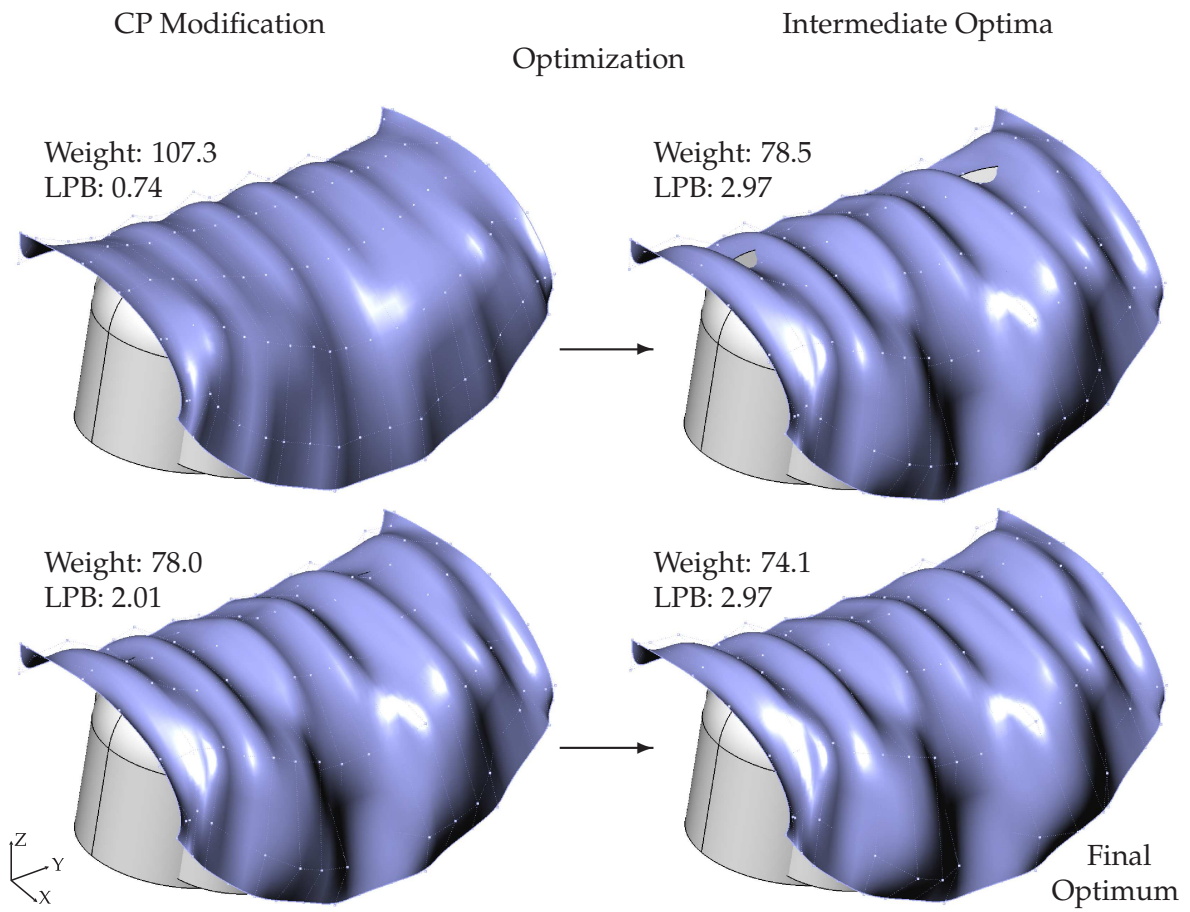 CP Modification
Intermediate Optima
Optimization
Weight: 107.3
LPB: 0.74
Weight: 78.5
LPB: 2.97
Weight: 78.0
LPB: 2.01
Weight: 74.1
LPB: 2.97
Z
Y
X
Final
Optimum